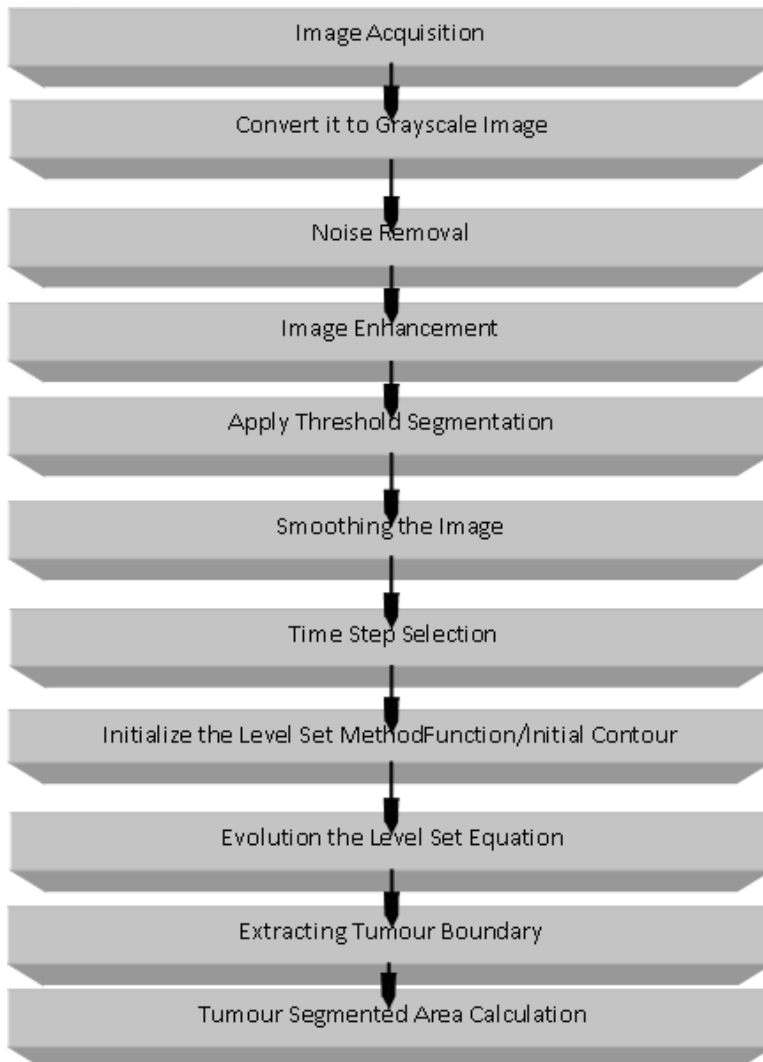 Image Acquisition
Convert it to Grayscale Image
Noise Removal
Image Enhancement
Apply Threshold Segmentation
Smoothing the Image
Time Step Selection
Initialize the Level Set MethodFunction/Initial Contour
Evolution the Level Set Equation
Extracting Tumour Boundary
Tumour Segmented Area Calculation